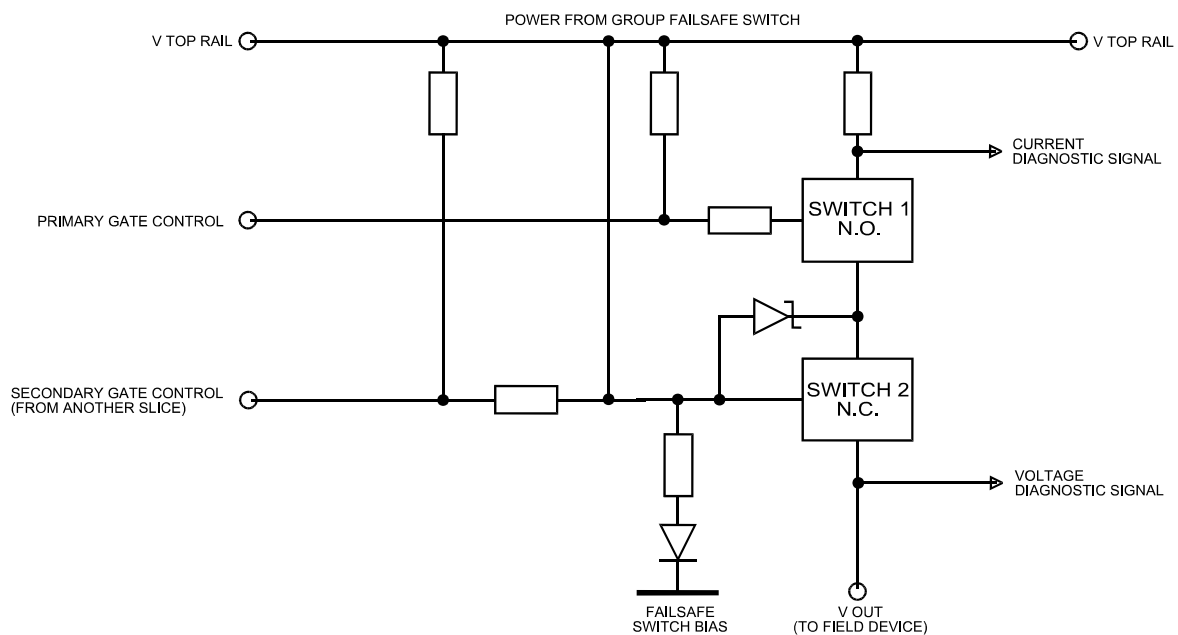 POWER FROM GROUP FAILSAFE SWITCH
V TOP RAIL
V TOP RAIL
CURRENT
DIAGNOSTIC SIGNAL
PRIMARY GATE CONTROL
SWITCH 1
N.O.
SECONDARY GATE CONTROL
(FROM ANOTHER SLICE)
SWITCH 2
N.C.
VOLTAGE
DIAGNOSTIC SIGNAL
FAILSAFE
SWITCH BIAS
V OUT
(TO FIELD DEVICE)